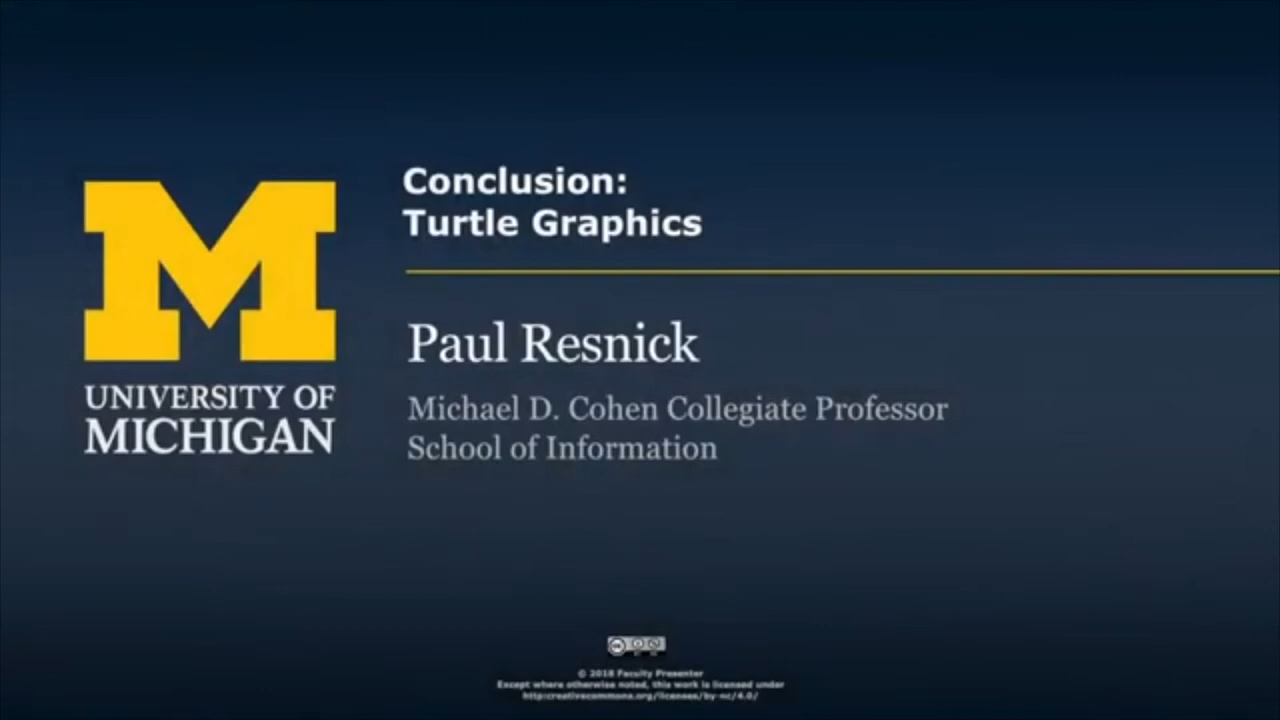 Conclusion:
Turtle Graphics
Paul Resnick
Michael D. Cohen Collegiate Professor
School of Information
M
UNIVERSITY OF
MICHIGAN
© 2018 Faculty Presenter
Except where otherwise noted, this work is licensed under
http:creativecommons.org/licenses/by-nc/4.0/